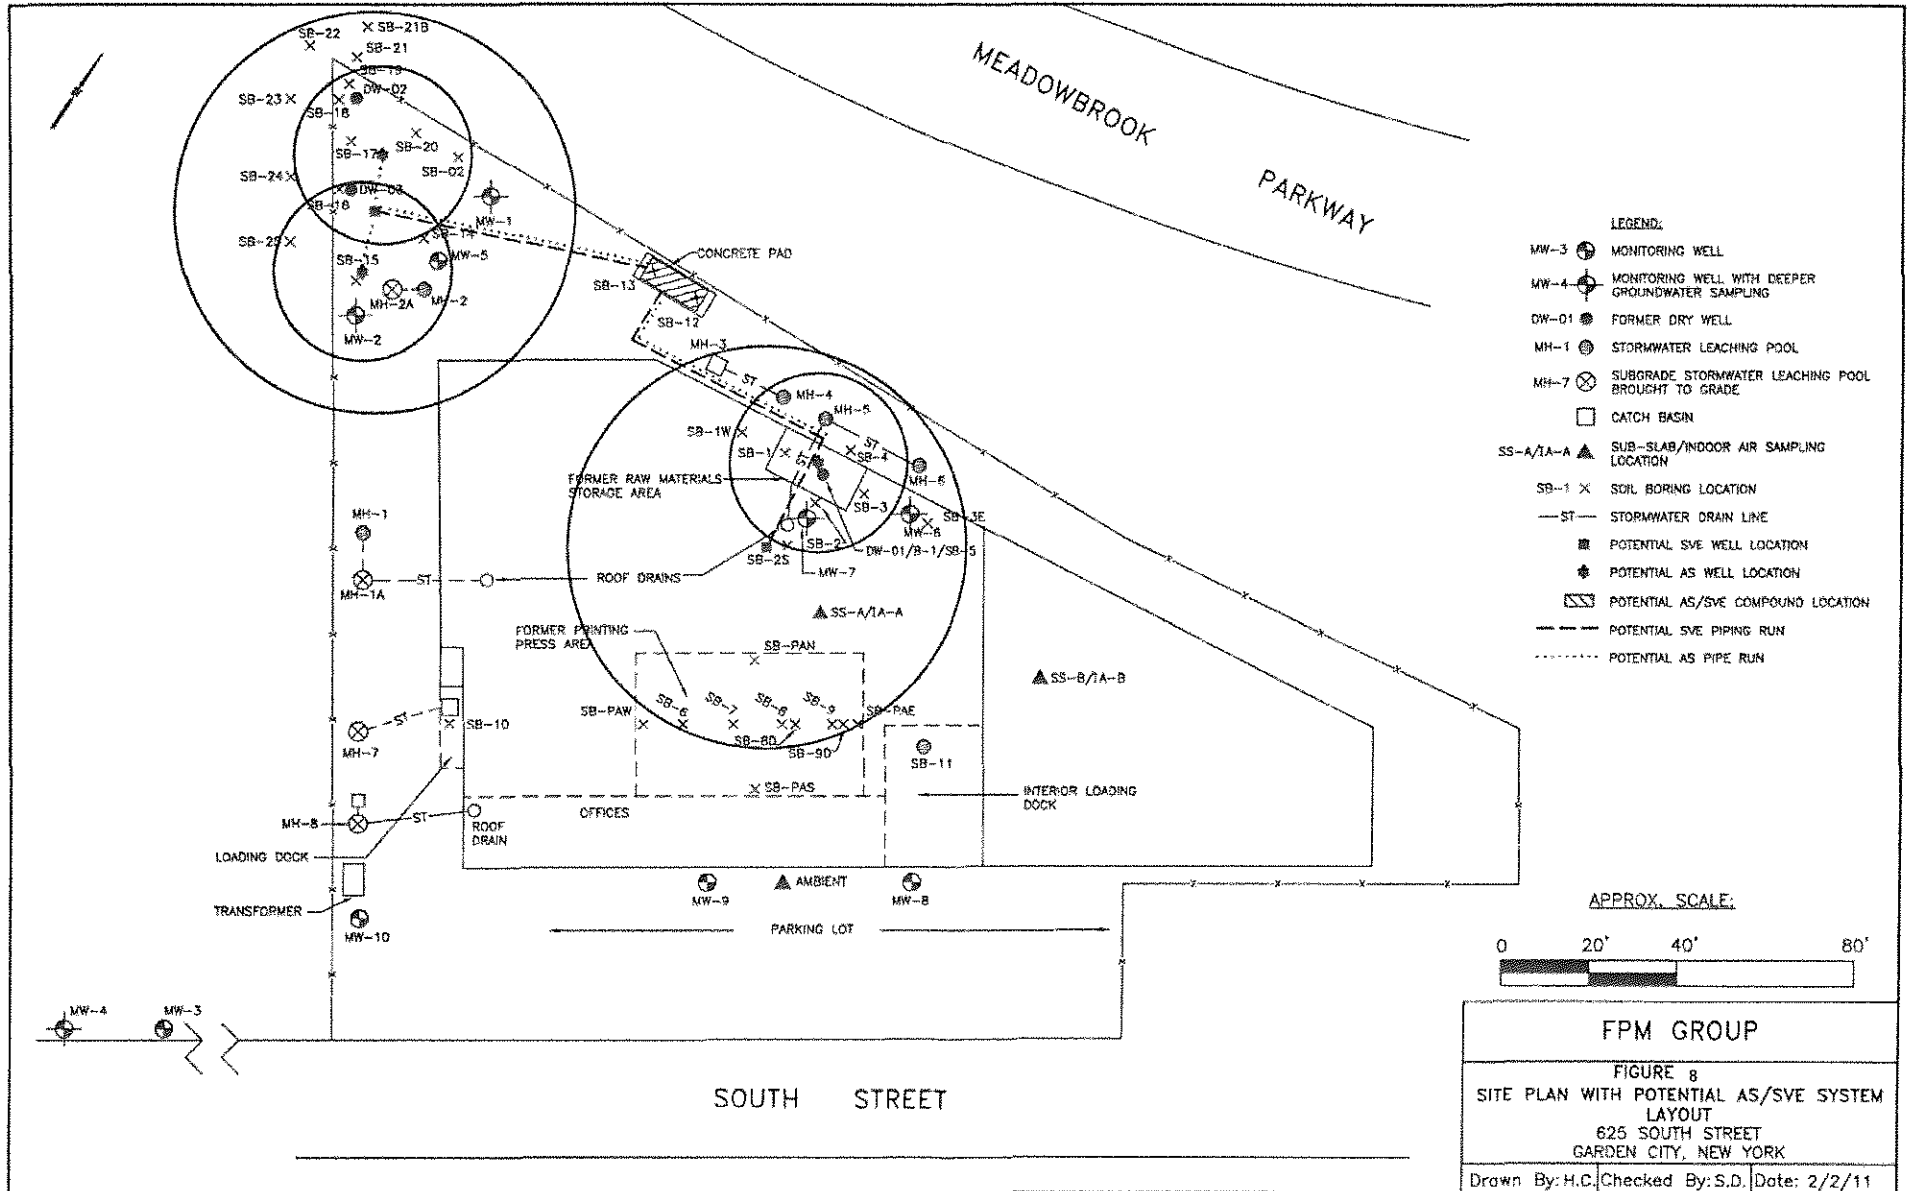 SB-22
SB-21B
SB-21
SB-19
DW-02
SB-23
SB-18
SB-20
SB-17
SB-02
SB-24
DW-03
SB-16
MW-1
SB-25
MW-5
SB-15
MH-2A
MH-2
MW-2
MEADOWBROOK
PARKWAY
CONCRETE PAD
SB-13
SB-12
MH-3
ST
MH-4
MH-5
SB-1W
SB-1
ST
ST
SB-4
MH-6
FORMER RAW MATERIALS
STORAGE AREA
SB-3
SB-3E
MW-6
SB-2
DW-01/B-1/SB-5
SB-2S
MW-7
MH-1
MH-1A
ST
ROOF DRAINS
SS-A/IA-A
FORMER PRINTING
PRESS AREA
SB-PAN
SS-B/IA-B
SB-PAW
SB-6
SB-7
SB-8
SB-9
SB-PAE
SB-8D
SB-9D
ST
SB-10
MH-7
SB-11
SB-PAS
INTERIOR LOADING
DOCK
OFFICES
MH-8
ST
ROOF
DRAIN
LOADING DOCK
TRANSFORMER
MW-10
MW-9
AMBIENT
MW-8
PARKING LOT
MW-4
MW-3
SOUTH STREET
LEGEND:
MW-3 MONITORING WELL
MW-4 MONITORING WELL WITH DEEPER
GROUNDWATER SAMPLING
DW-01 FORMER DRY WELL
MH-1 STORMWATER LEACHING POOL
MH-7 SUBGRADE STORMWATER LEACHING POOL
BROUGHT TO GRADE
CATCH BASIN
SS-A/IA-A SUB-SLAB/INDOOR AIR SAMPLING
LOCATION
SB-1 SOIL BORING LOCATION
ST STORMWATER DRAIN LINE
POTENTIAL SVE WELL LOCATION
POTENTIAL AS WELL LOCATION
POTENTIAL AS/SVE COMPOUND LOCATION
POTENTIAL SVE PIPING RUN
POTENTIAL AS PIPE RUN
APPROX. SCALE:
0 20' 40' 80'
FPM GROUP
FIGURE 8
SITE PLAN WITH POTENTIAL AS/SVE SYSTEM
LAYOUT
625 SOUTH STREET
GARDEN CITY, NEW YORK
Drawn By: H.C. Checked By: S.D. Date: 2/2/11